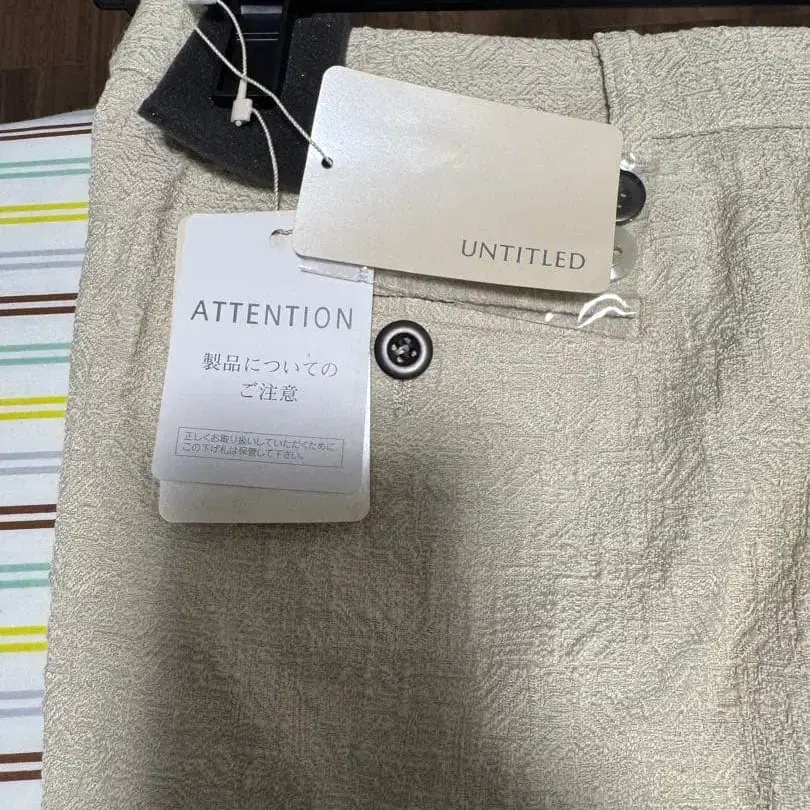 UNTITLED
ATTENTION
製品についての
ご注意
正しくお取り扱いしていただくために
この下げ札は保管して下さい。